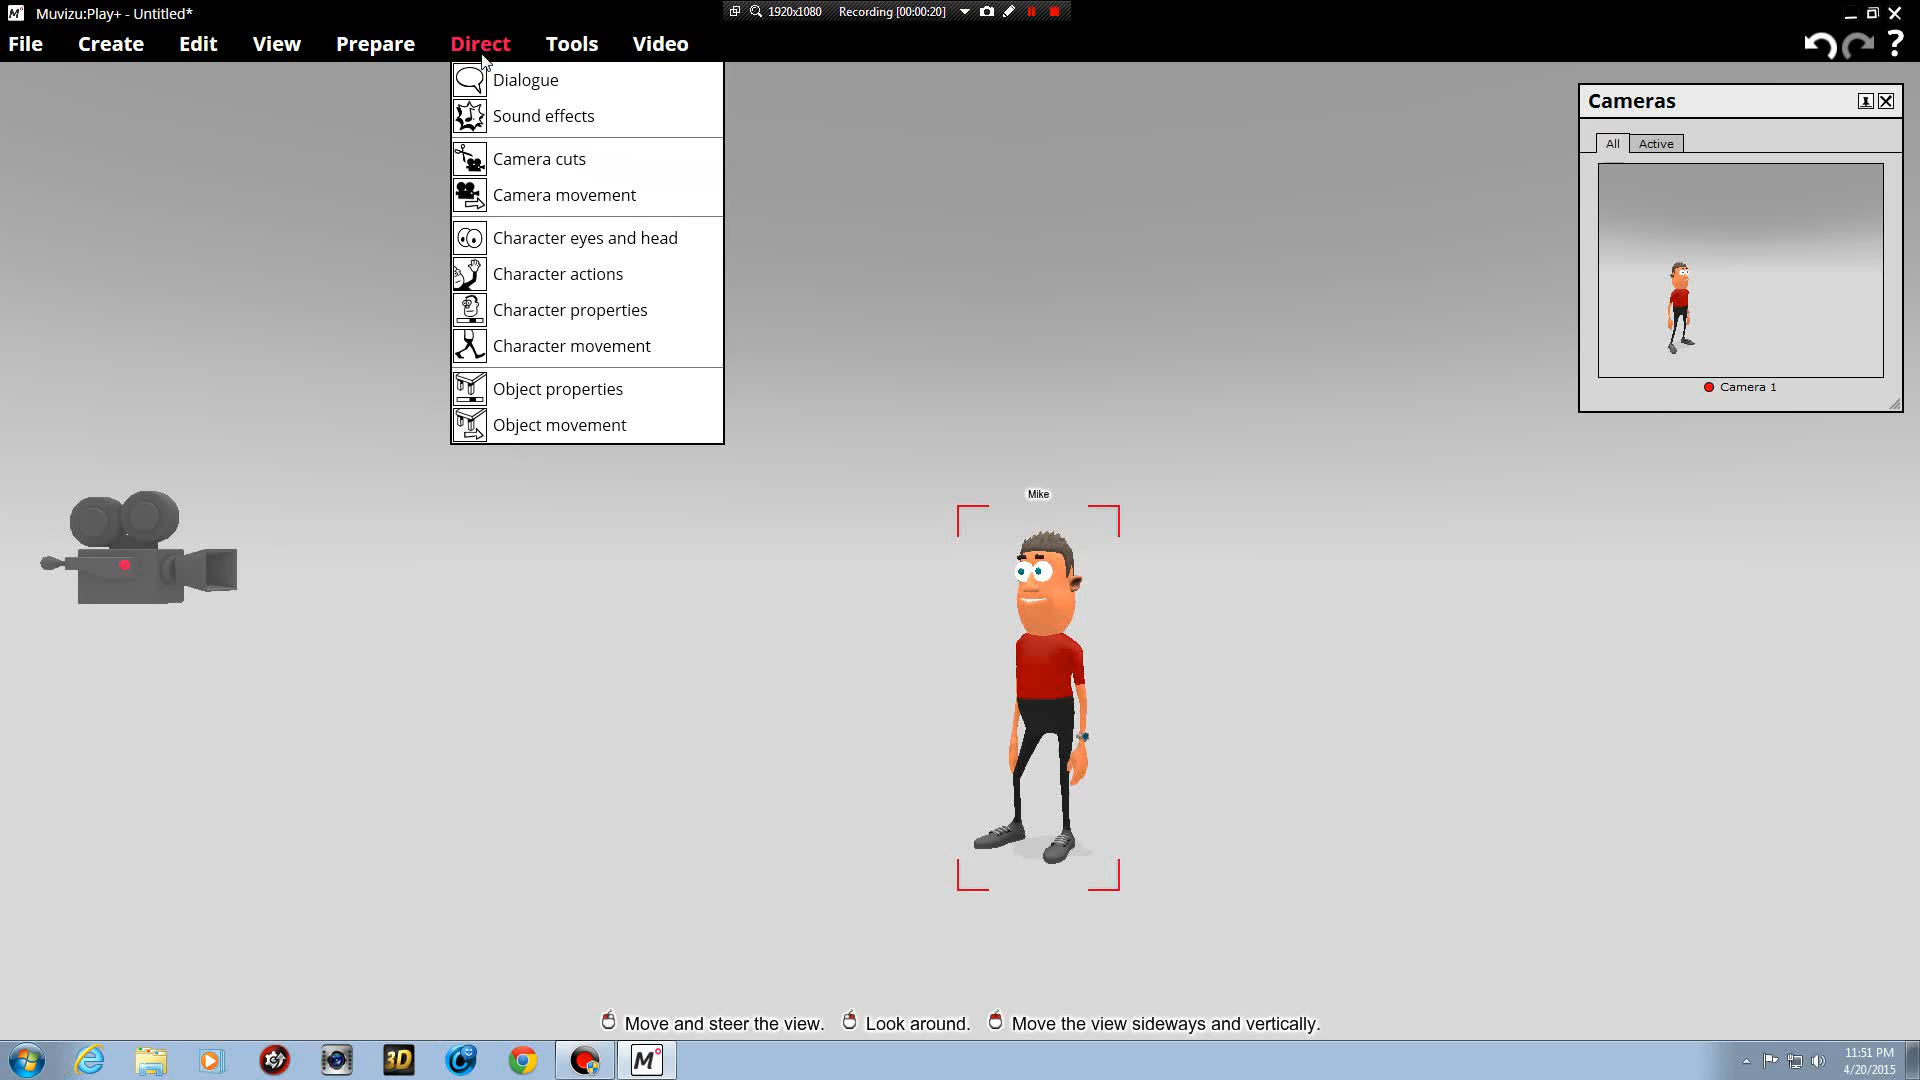 Muvizu:Play+ - Untitled*
1920x1080 Recording [00:00:20]
File Create Edit View Prepare Direct Tools Video ?
Dialogue
Sound effects
Camera cuts
Camera movement
Character eyes and head
Character actions
Character properties
Character movement
Object properties
Object movement
Cameras
All Active
Camera 1
Mike
Move and steer the view. Look around. Move the view sideways and vertically.
3D M
11:51 PM
4/20/2015